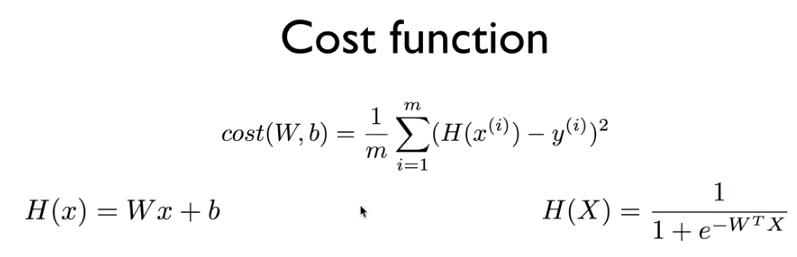 Cost function
cost(W, b) = \frac{1}{m} \sum_{i=1}^{m} (H(x^{(i)}) - y^{(i)})^2
H(x) = Wx + b
H(X) = \frac{1}{1 + e^{-W^T X}}